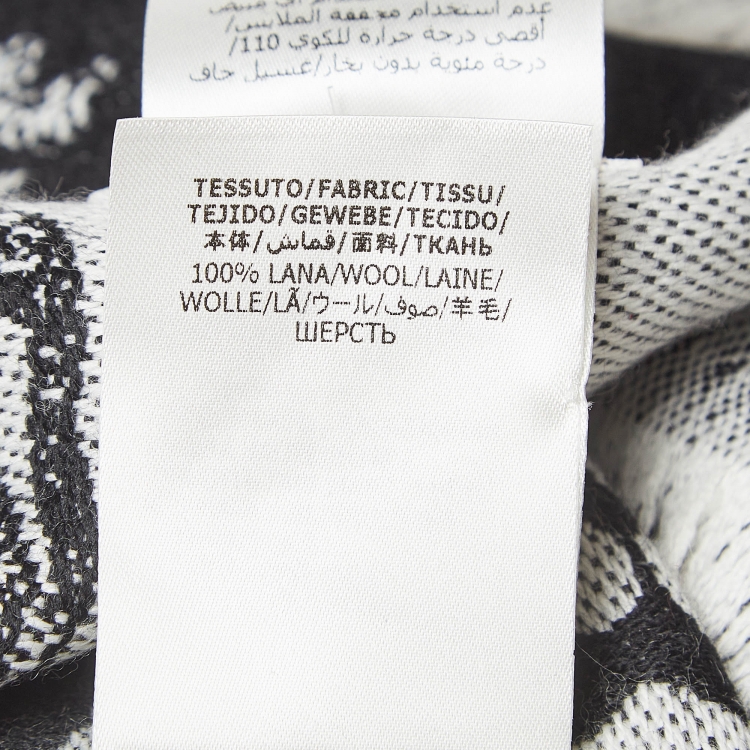 عدم استخدام مجففة الملابس/
أقصى درجة حرارة للكوي 110/
درجة مئوية بدون بخار/غسيل جاف
TESSUTO/FABRIC/TISSU/
TEJIDO/GEWEBE/TECIDO/
本体/قماش/面料/ТКАНЬ
100% LANA/WOOL/LAINE/
WOLLE/LÃ/ウール/صوف/羊毛/
ШЕРСТЬ